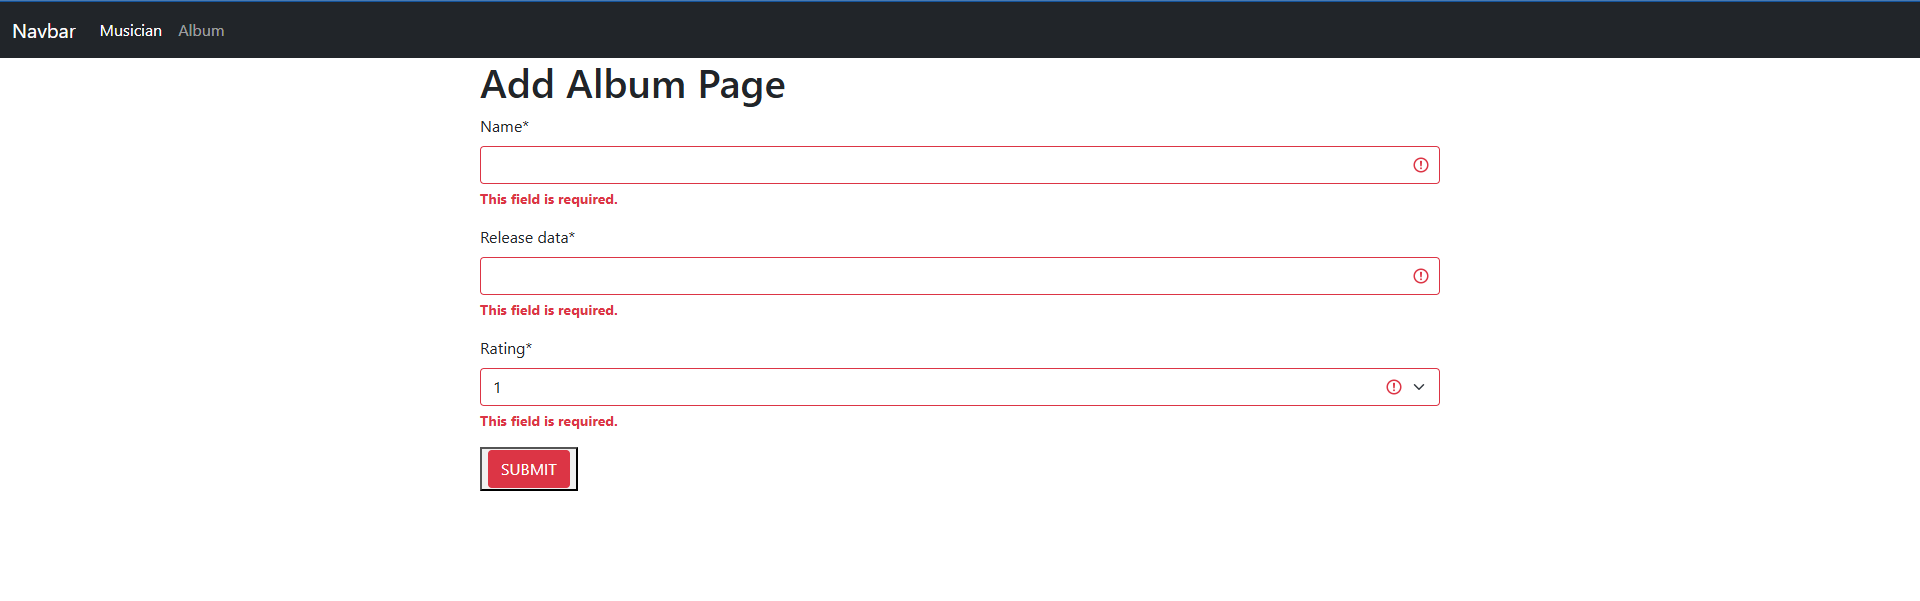 Navbar Musician Album
Add Album Page
Name*
This field is required.
Release data*
This field is required.
Rating*
1
This field is required.
SUBMIT